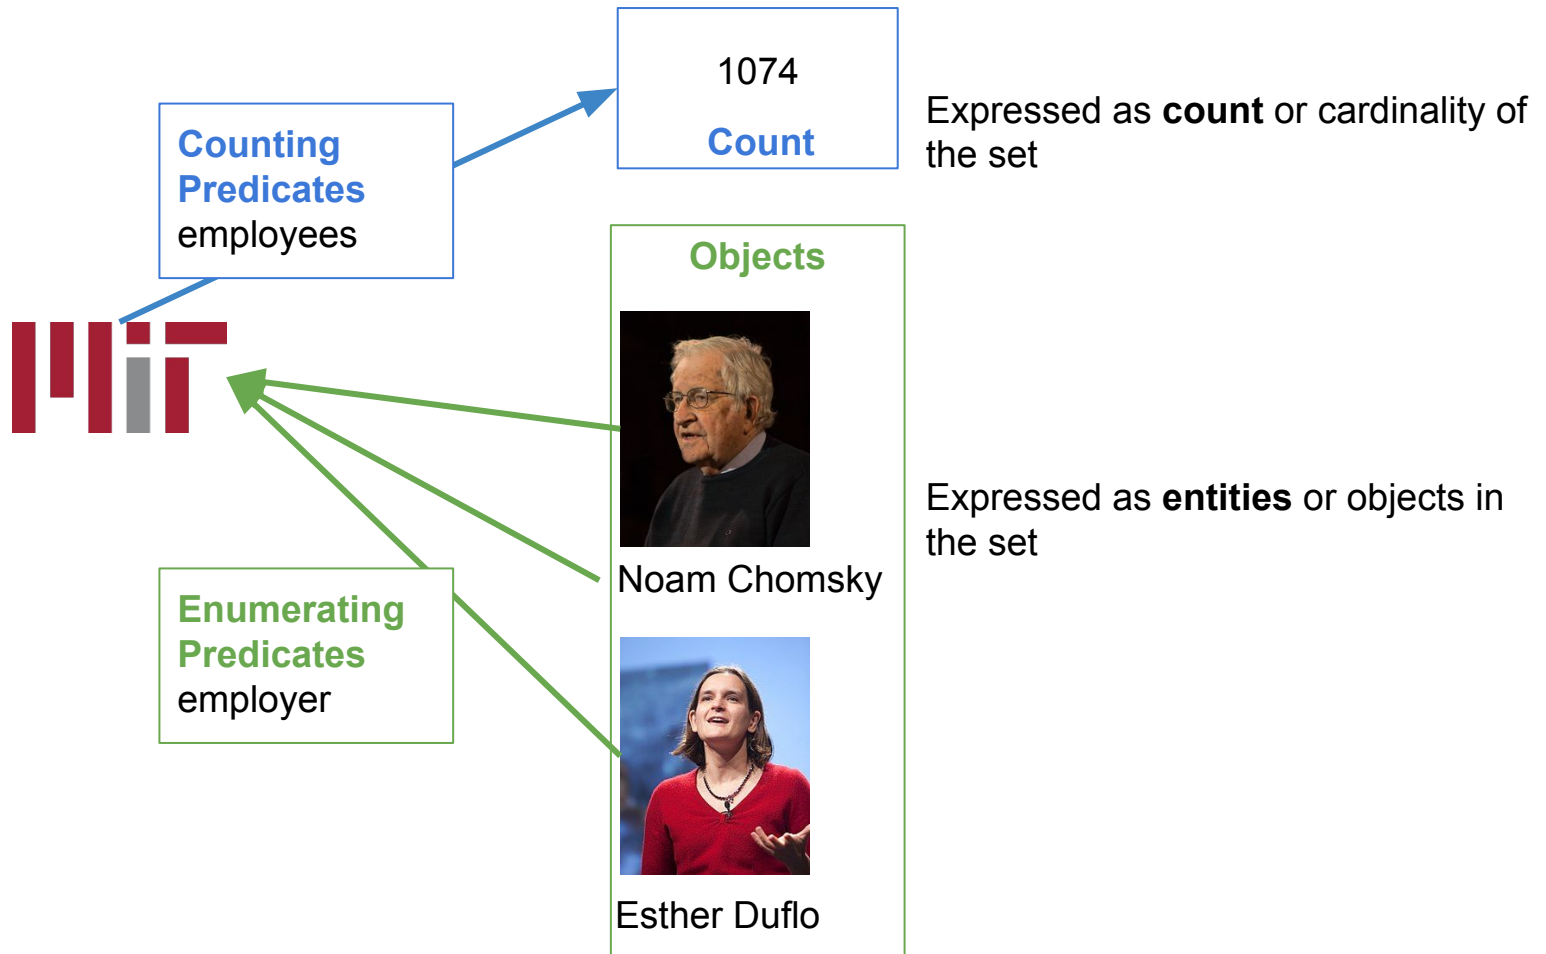 1074
Count
Counting
Predicates
employees
Expressed as count or cardinality of
the set
Objects
MIT
Noam Chomsky
Expressed as entities or objects in
the set
Enumerating
Predicates
employer
Esther Duflo